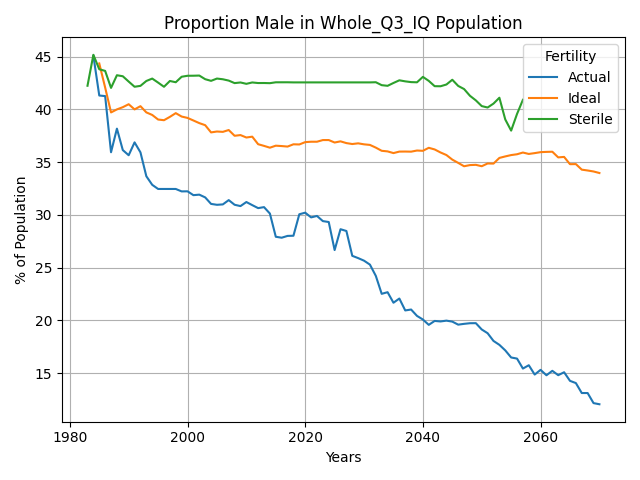 Proportion Male in Whole_Q3_IQ Population
Fertility
Actual
Ideal
Sterile
% of Population
45
40
35
30
25
20
15
1980
2000
2020
2040
2060
Years